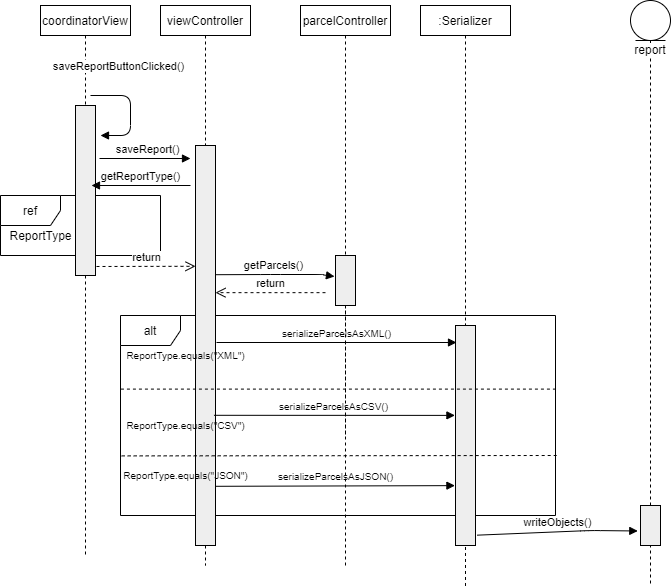 coordinatorView
viewController
parcelController
:Serializer
report
saveReportButtonClicked()
saveReport()
getReportType()
ref
ReportType
return
getParcels()
return
alt
serializeParcelsAsXML()
ReportType.equals("XML")
serializeParcelsAsCSV()
ReportType.equals("CSV")
ReportType.equals("JSON")
serializeParcelsAsJSON()
writeObjects()